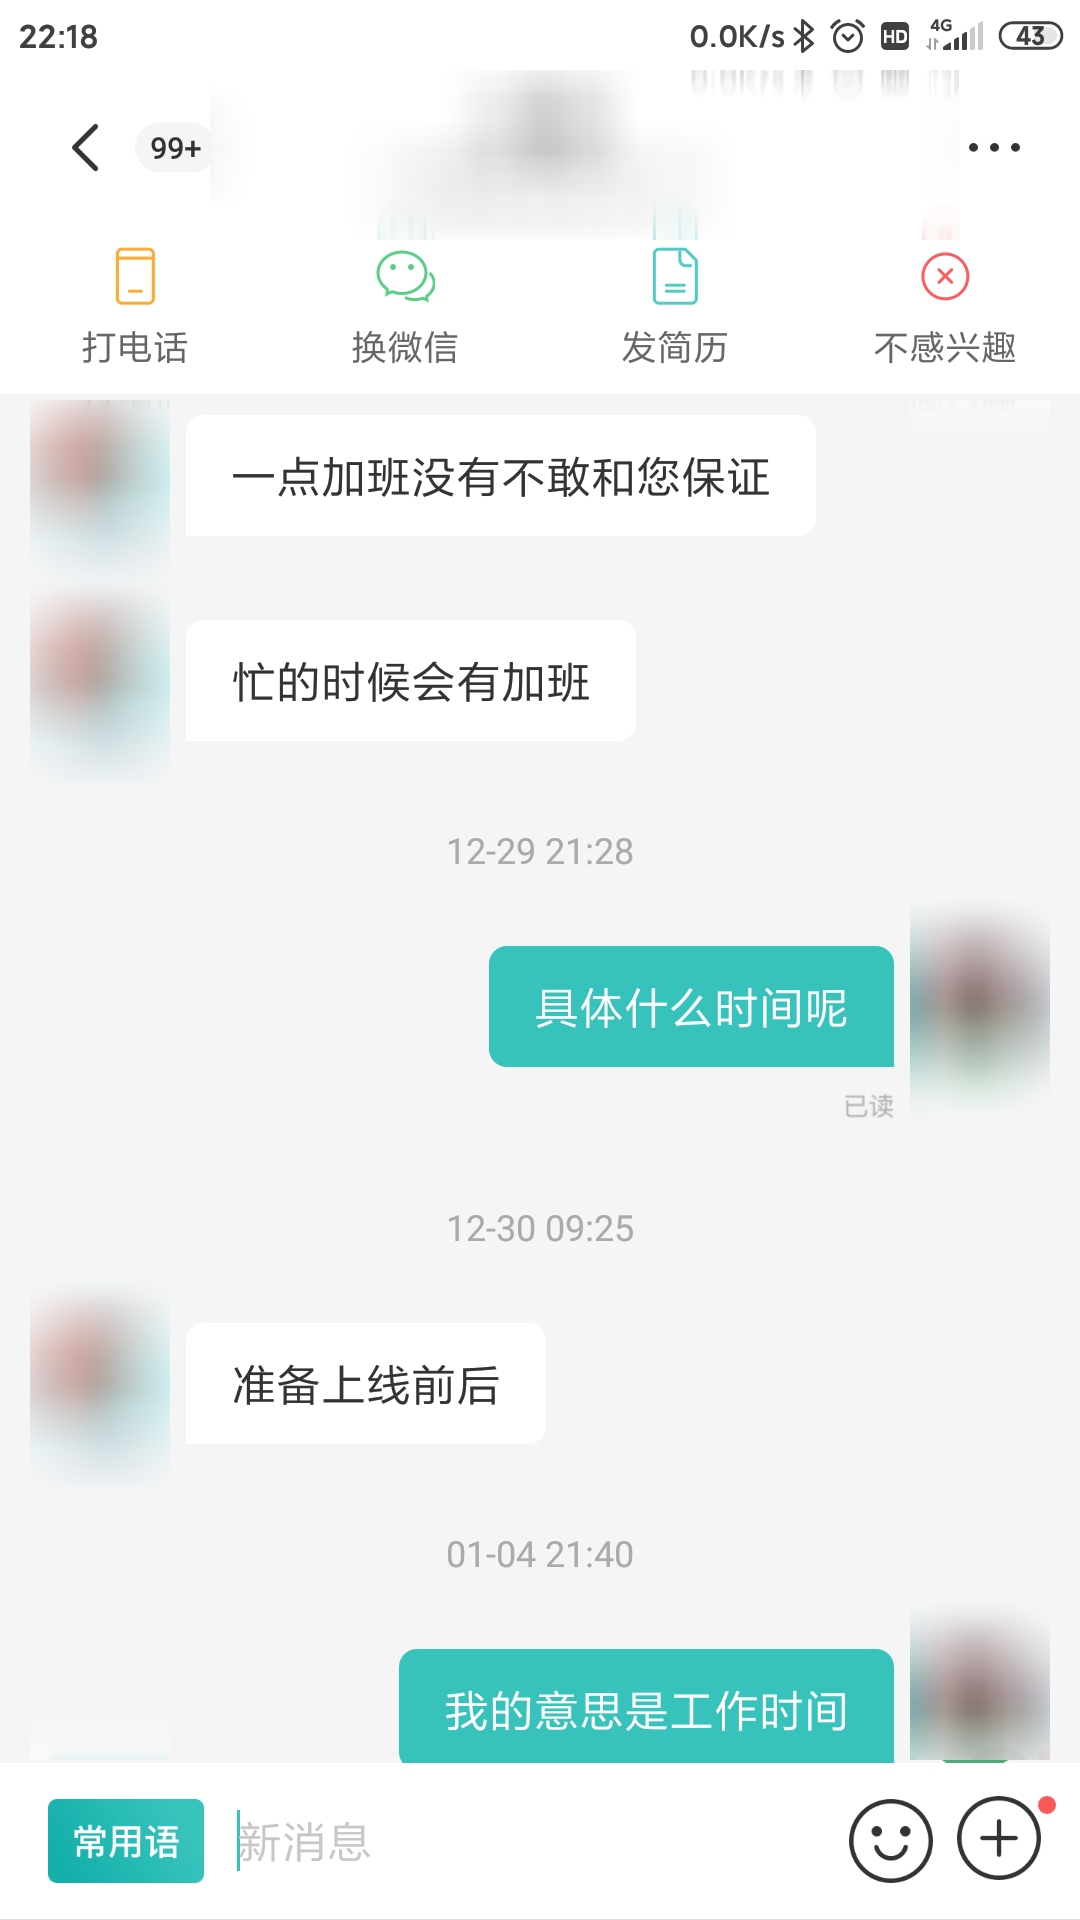 22:18
0.0K/s HD 4G 43
99+
打电话 换微信 发简历 不感兴趣
一点加班没有不敢和您保证
忙的时候会有加班
12-29 21:28
具体什么时间呢
已读
12-30 09:25
准备上线前后
01-04 21:40
我的意思是工作时间
常用语 新消息